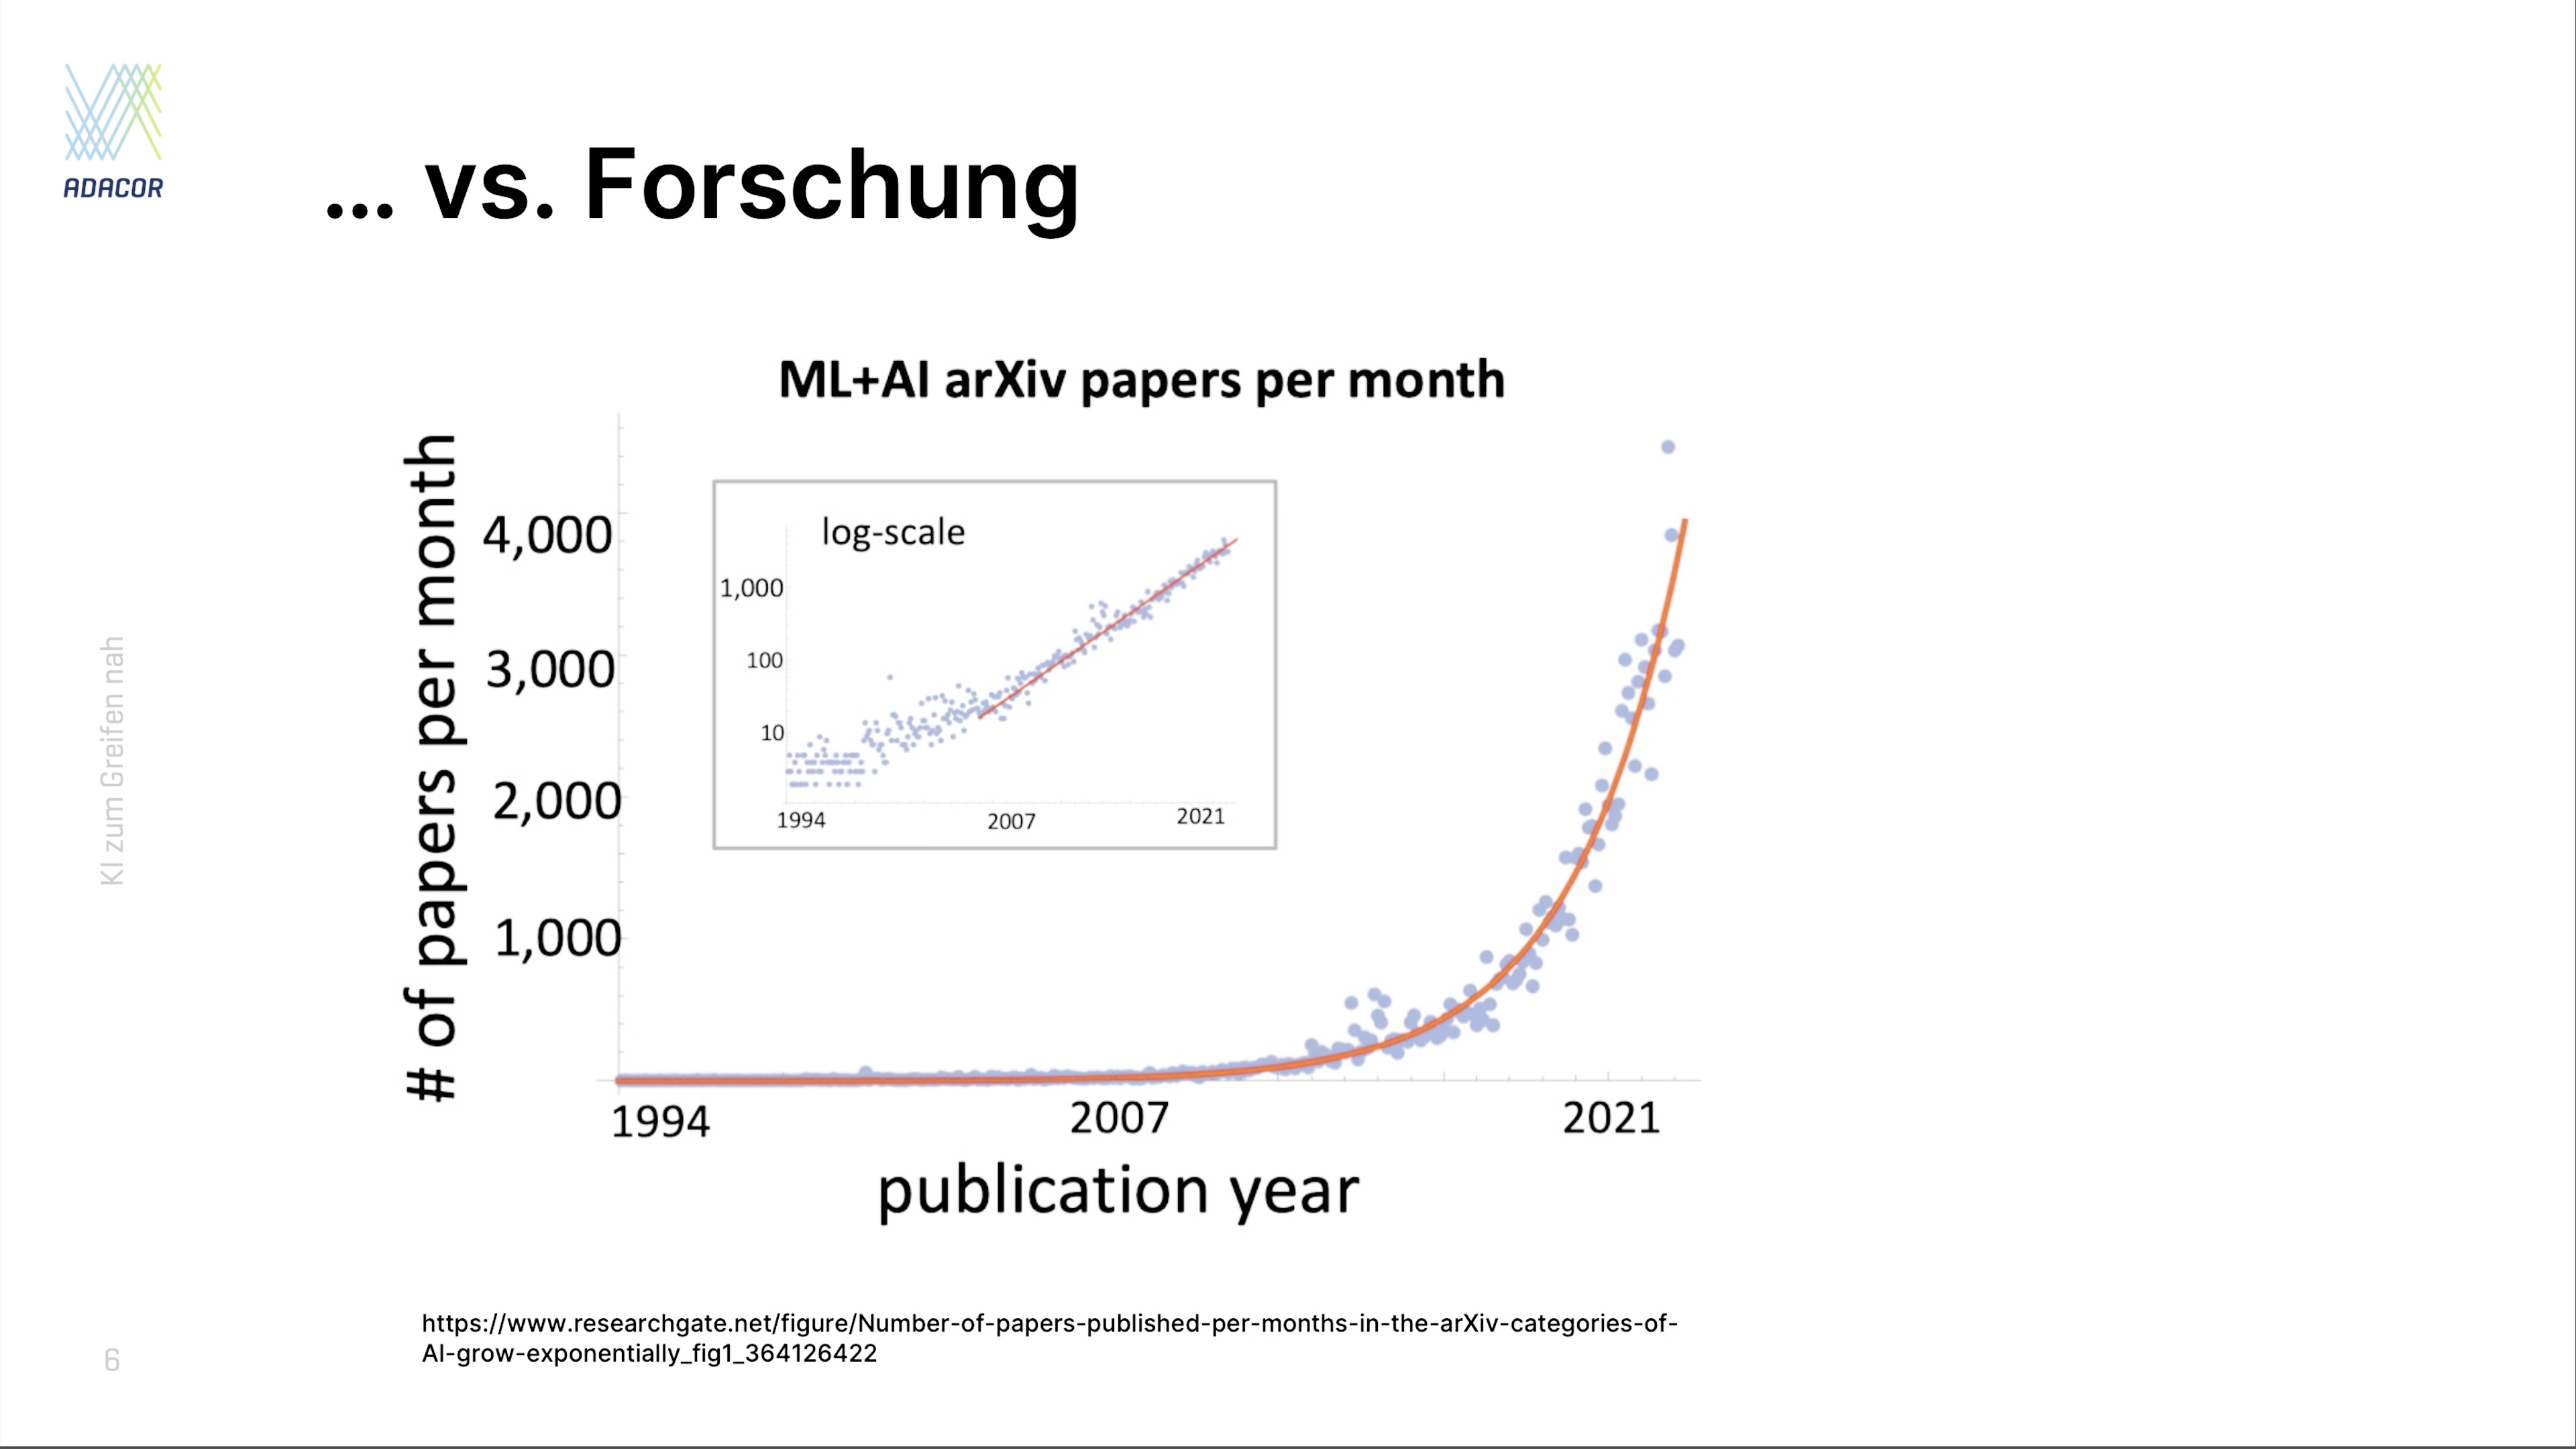 ADACOR
... vs. Forschung
ML+AI arXiv papers per month
# of papers per month
4,000
3,000
2,000
1,000
log-scale
1,000
100
10
1994
2007
2021
1994
2007
2021
publication year
KI zum Greifen nah
https://www.researchgate.net/figure/Number-of-papers-published-per-months-in-the-arXiv-categories-of-
AI-grow-exponentially_fig1_364126422
6